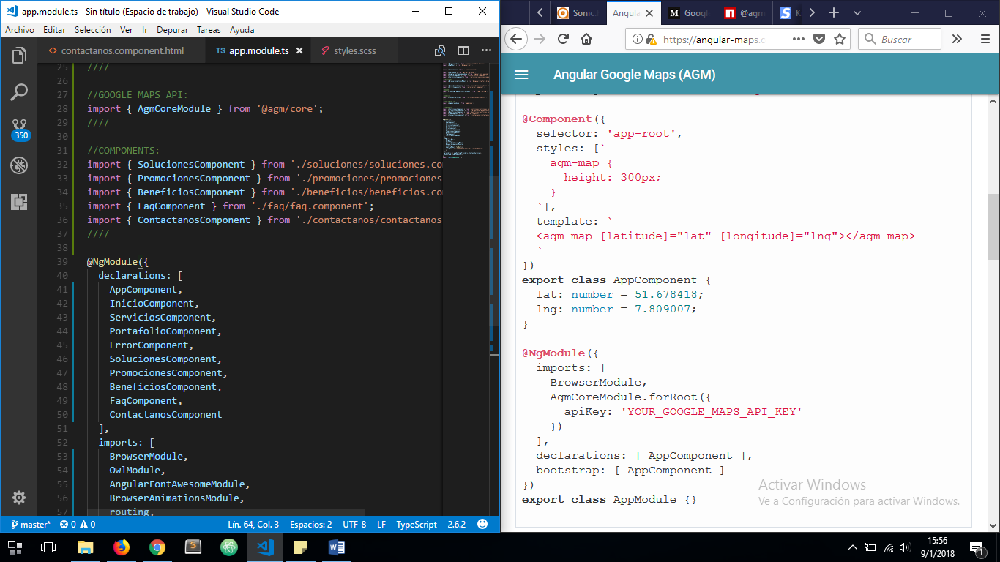 app.module.ts - Sin título (Espacio de trabajo) - Visual Studio Code
Archivo Editar Selección Ver Ir Depurar Tareas Ayuda
contactanos.component.html TS app.module.ts styles.scss
25 ////
26
27 //GOOGLE MAPS API:
28 import { AgmCoreModule } from '@agm/core';
29 ////
30
31 //COMPONENTS:
32 import { SolucionesComponent } from './soluciones/soluciones.co
33 import { PromocionesComponent } from './promociones/promociones
34 import { BeneficiosComponent } from './beneficios/beneficios.co
35 import { FaqComponent } from './faq/faq.component';
36 import { ContactanosComponent } from './contactanos/contactanos
37 ////
38
39 @NgModule({
40 declarations: [
41 AppComponent,
42 InicioComponent,
43 ServiciosComponent,
44 PortafolioComponent,
45 ErrorComponent,
46 SolucionesComponent,
47 PromocionesComponent,
48 BeneficiosComponent,
49 FaqComponent,
50 ContactanosComponent
51 ],
52 imports: [
53 BrowserModule,
54 OwlModule,
55 AngularFontAwesomeModule,
56 BrowserAnimationsModule,
57 routing,
350
master* 0 0 Lín. 64, Col. 3 Espacios: 2 UTF-8 LF TypeScript 2.6.2
Sonic. Angula Googl @agm K
https://angular-maps.c Buscar
Angular Google Maps (AGM)
@Component({
selector: 'app-root',
styles: [`
agm-map {
height: 300px;
}
`],
template: `
<agm-map [latitude]="lat" [longitude]="lng"></agm-map>
`
})
export class AppComponent {
lat: number = 51.678418;
lng: number = 7.809007;
}
@NgModule({
imports: [
BrowserModule,
AgmCoreModule.forRoot({
apiKey: 'YOUR_GOOGLE_MAPS_API_KEY'
})
],
declarations: [ AppComponent ],
bootstrap: [ AppComponent ]
})
export class AppModule {}
Activar Windows
Ve a Configuración para activar Windows.
15:56
9/1/2018
1